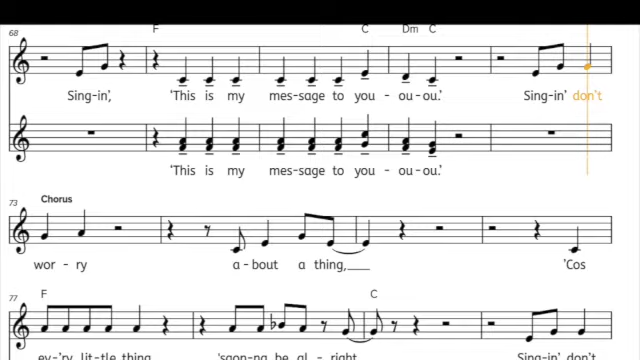 68 F C Dm C
Sing-in', 'This is my mes-sage to you - ou-ou.' Sing-in' don't
'This is my mes-sage to you - ou-ou.'
73 Chorus
wor - ry a-bout a thing,___ 'Cos
77 F C
ev-'ry lit-tle thing 'sgon-na be al - right Sing-in' don't